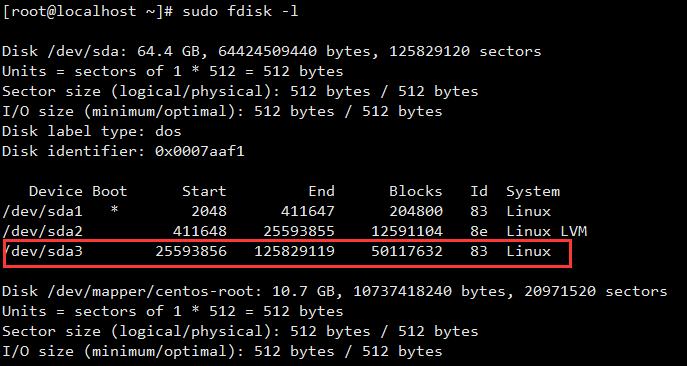 [root@localhost ~]# sudo fdisk -l
Disk /dev/sda: 64.4 GB, 64424509440 bytes, 125829120 sectors
Units = sectors of 1 * 512 = 512 bytes
Sector size (logical/physical): 512 bytes / 512 bytes
I/O size (minimum/optimal): 512 bytes / 512 bytes
Disk label type: dos
Disk identifier: 0x0007aaf1
Device Boot Start End Blocks Id System
/dev/sda1 * 2048 411647 204800 83 Linux
/dev/sda2 411648 25593855 12591104 8e Linux LVM
/dev/sda3 25593856 125829119 50117632 83 Linux
Disk /dev/mapper/centos-root: 10.7 GB, 10737418240 bytes, 20971520 sectors
Units = sectors of 1 * 512 = 512 bytes
Sector size (logical/physical): 512 bytes / 512 bytes
I/O size (minimum/optimal): 512 bytes / 512 bytes